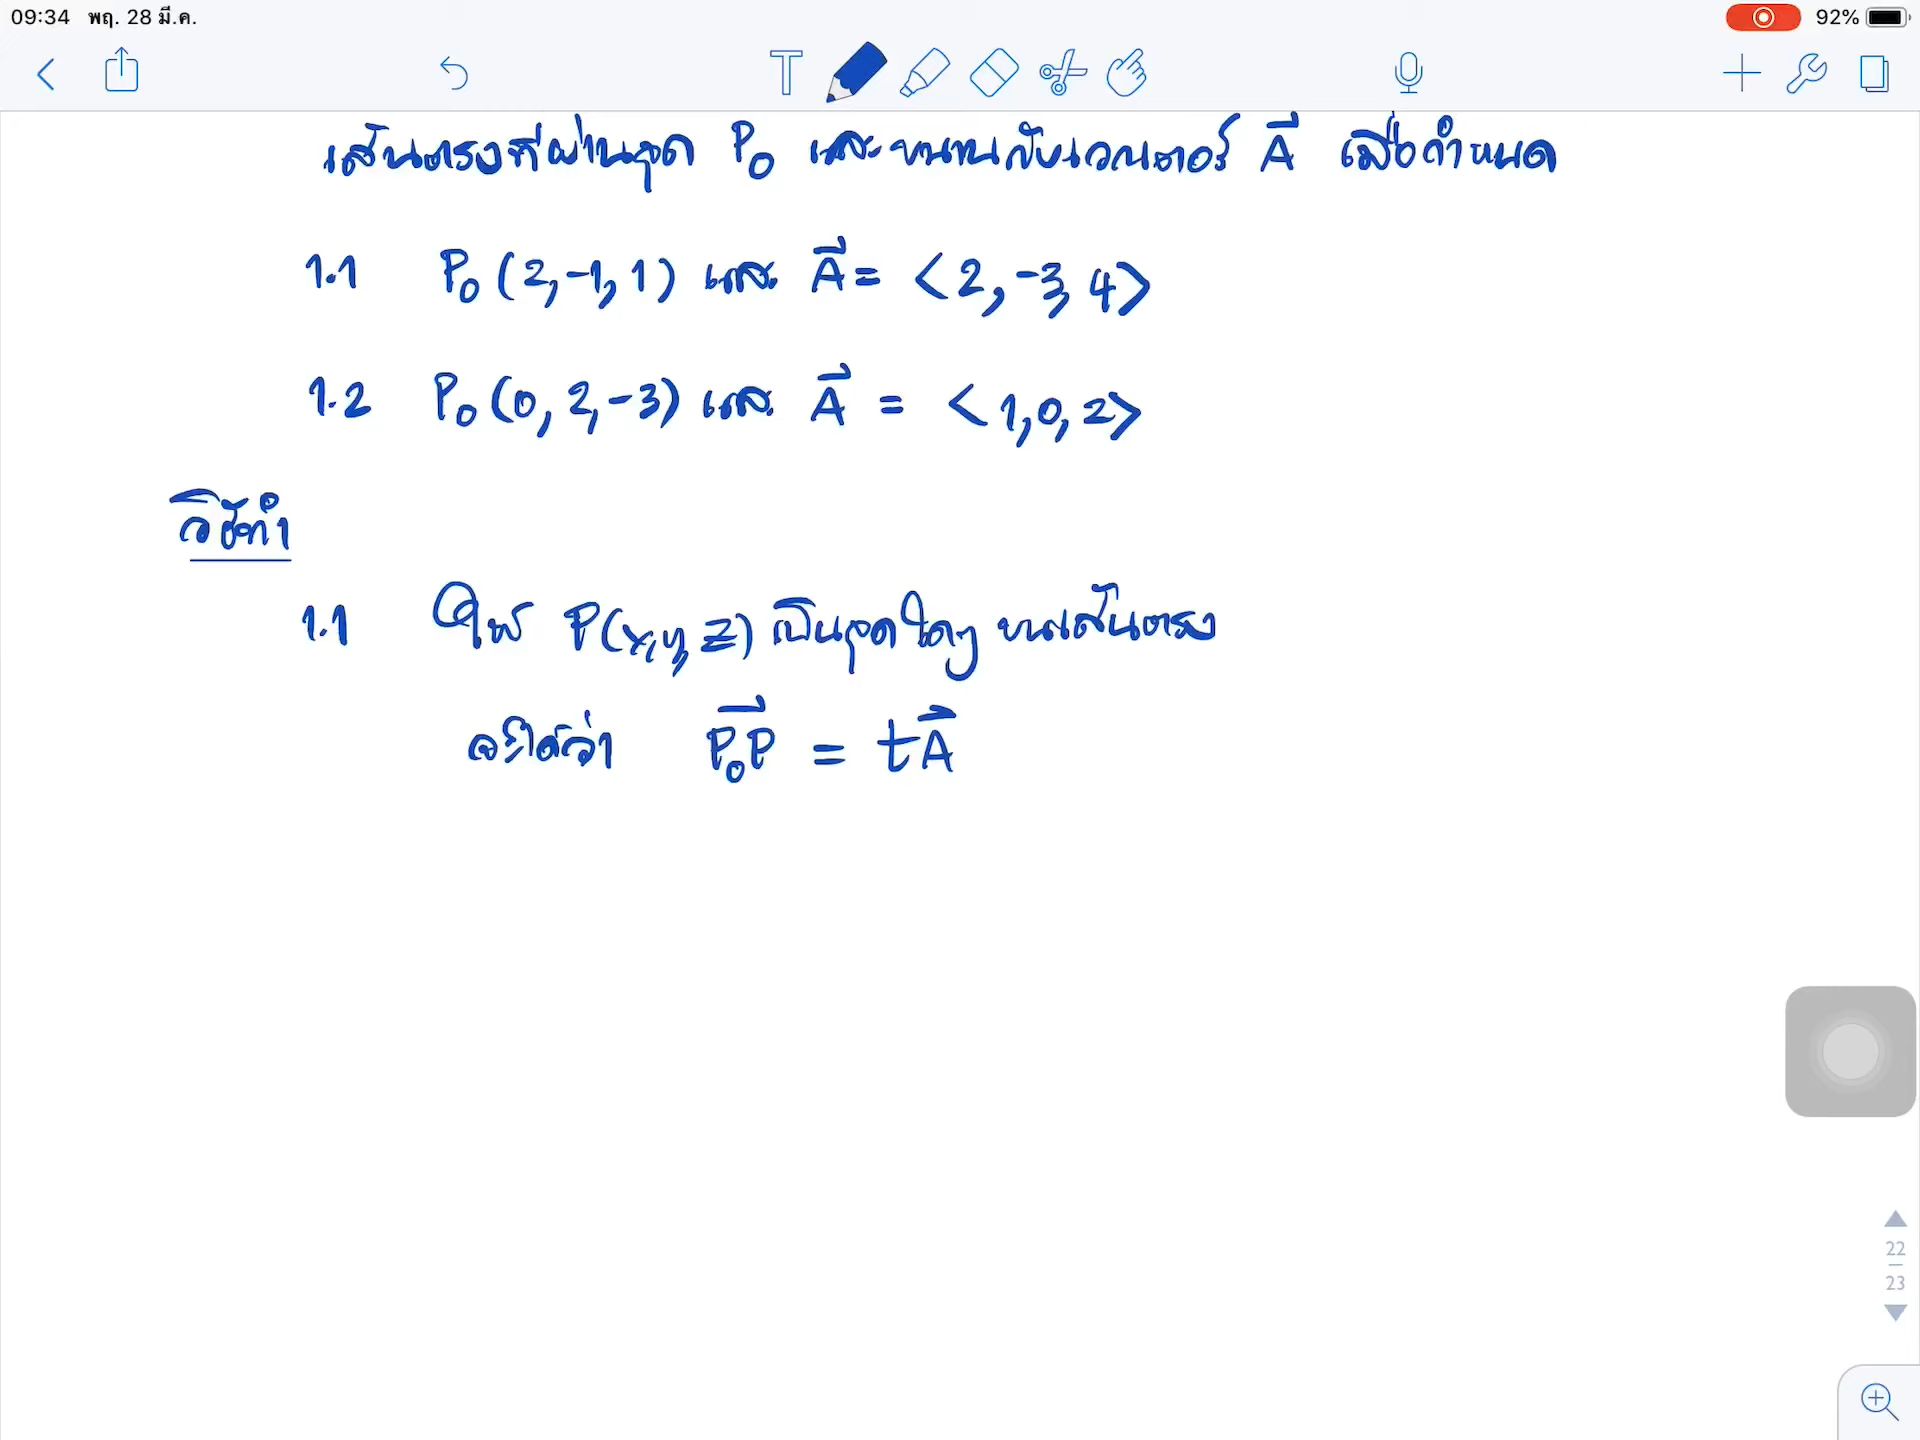 09:34 พฤ. 28 มี.ค. 92%
T
เส้นตรงที่ผ่านจุด P₀ และขนานกับเวกเตอร์ A⃗ เมื่อกำหนด
1.1 P₀(2,-1,1) และ A⃗ = <2,-3,4>
1.2 P₀(0,2,-3) และ A⃗ = <1,0,2>
วิธีทำ
1.1 ให้ P(x,y,z) เป็นจุดใดๆ บนเส้นตรง
จะได้ว่า P₀P⃗ = tA⃗
22
23